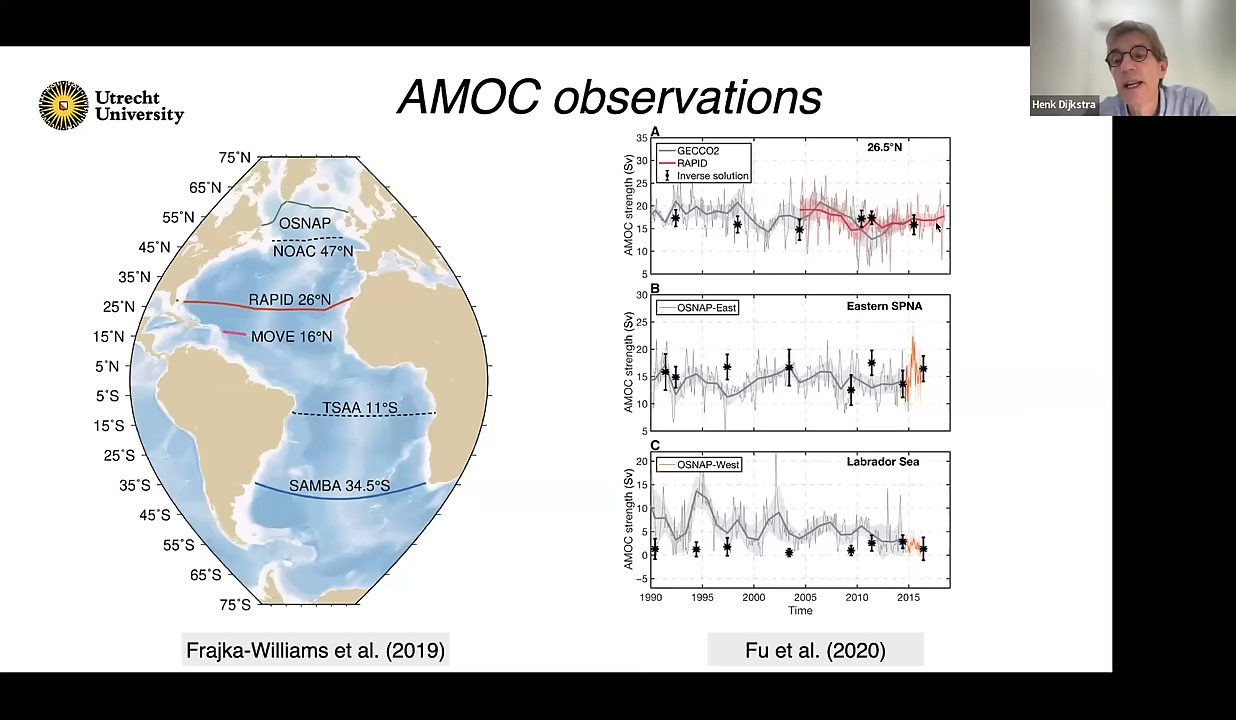 Henk Dijkstra
Utrecht
University
AMOC observations
75°N
65°N
55°N
45°N
35°N
25°N
15°N
5°N
5°S
15°S
25°S
35°S
45°S
55°S
65°S
75°S
OSNAP
NOAC 47°N
RAPID 26°N
MOVE 16°N
TSAA 11°S
SAMBA 34.5°S
Frajka-Williams et al. (2019)
A
AMOC strength (Sv)
35
30
25
20
15
10
5
GECCO2
RAPID
Inverse solution
26.5°N
B
AMOC strength (Sv)
30
25
20
15
10
5
OSNAP-East
Eastern SPNA
C
AMOC strength (Sv)
20
15
10
5
0
−5
OSNAP-West
Labrador Sea
1990 1995 2000 2005 2010 2015
Time
Fu et al. (2020)